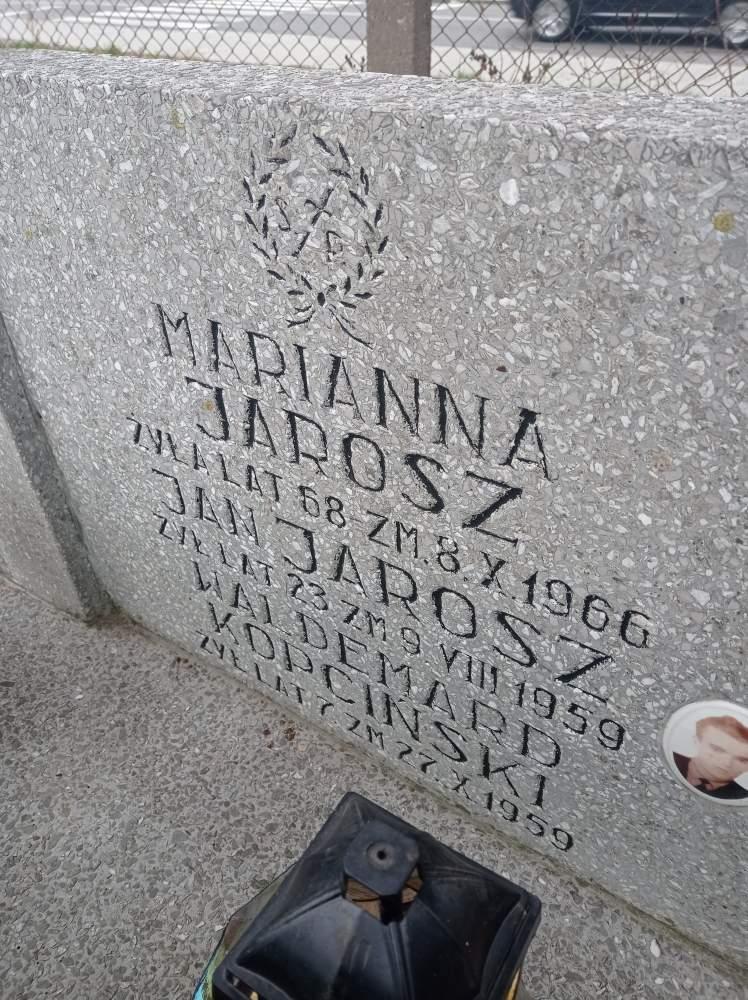 Ś P
MARIANNA
JAROSZ
ŻYŁA LAT 68 ZM. 8. X. 1966
JAN JAROSZ
ŻYŁ LAT 23 ZM 9 VIII 1959
WALDEMARD
KOPCIŃSKI
ŻYŁ LAT 7. ZM 27. X. 1959